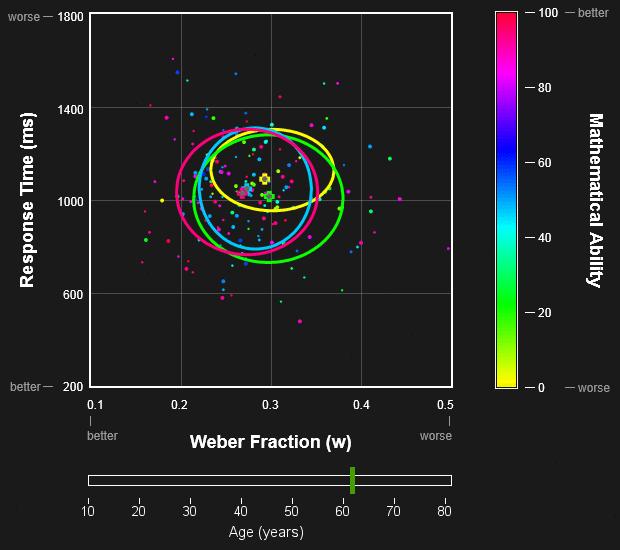 worse
1800
1400
1000
600
better
200
Response Time (ms)
0.1
0.2
0.3
0.4
0.5
better
worse
Weber Fraction (w)
10
20
30
40
50
60
70
80
Age (years)
100
better
80
60
40
20
0
worse
Mathematical Ability